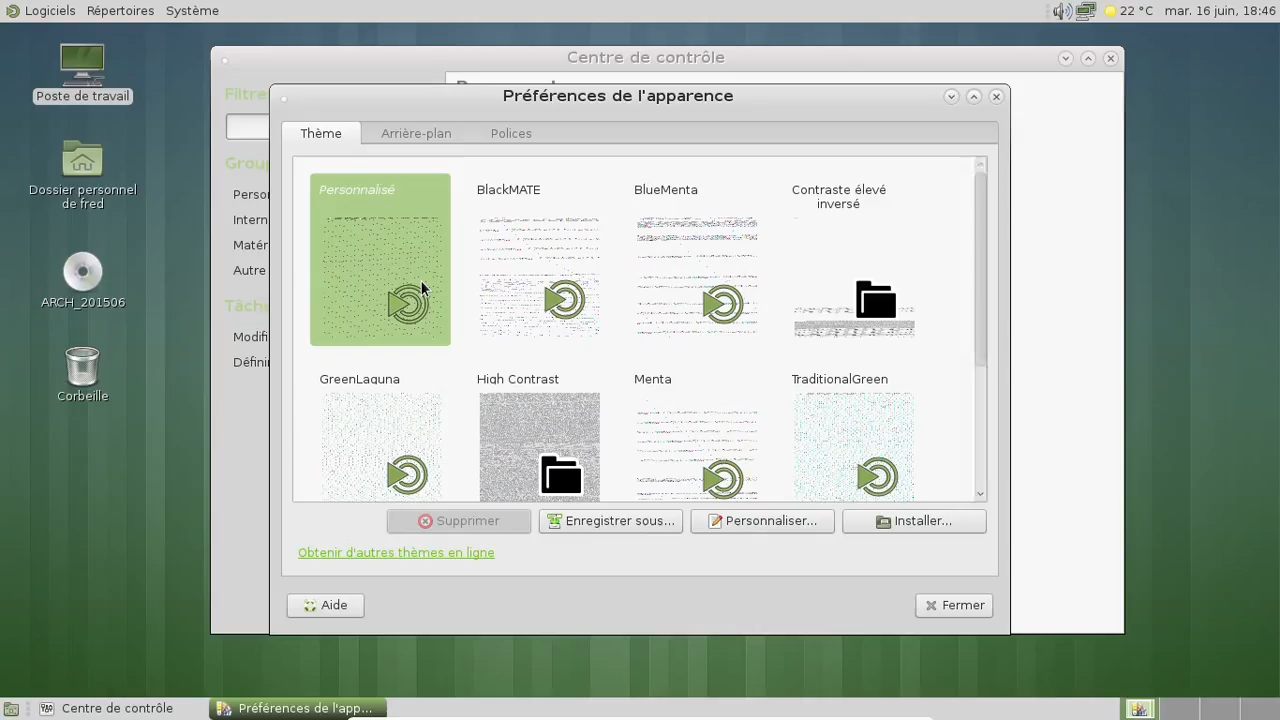 Logiciels Répertoires Système
22 °C mar. 16 juin, 18:46
Poste de travail
Dossier personnel
de fred
ARCH_201506
Corbeille
Centre de contrôle
Filtre
Group
Perso
Intern
Matér
Autre
Tâche
Modifi
Défini
Préférences de l'apparence
Thème Arrière-plan Polices
Personnalisé BlackMATE BlueMenta Contraste élevé
inversé
GreenLaguna High Contrast Menta TraditionalGreen
Supprimer Enregistrer sous... Personnaliser... Installer...
Obtenir d'autres thèmes en ligne
Aide Fermer
Centre de contrôle Préférences de l'app...